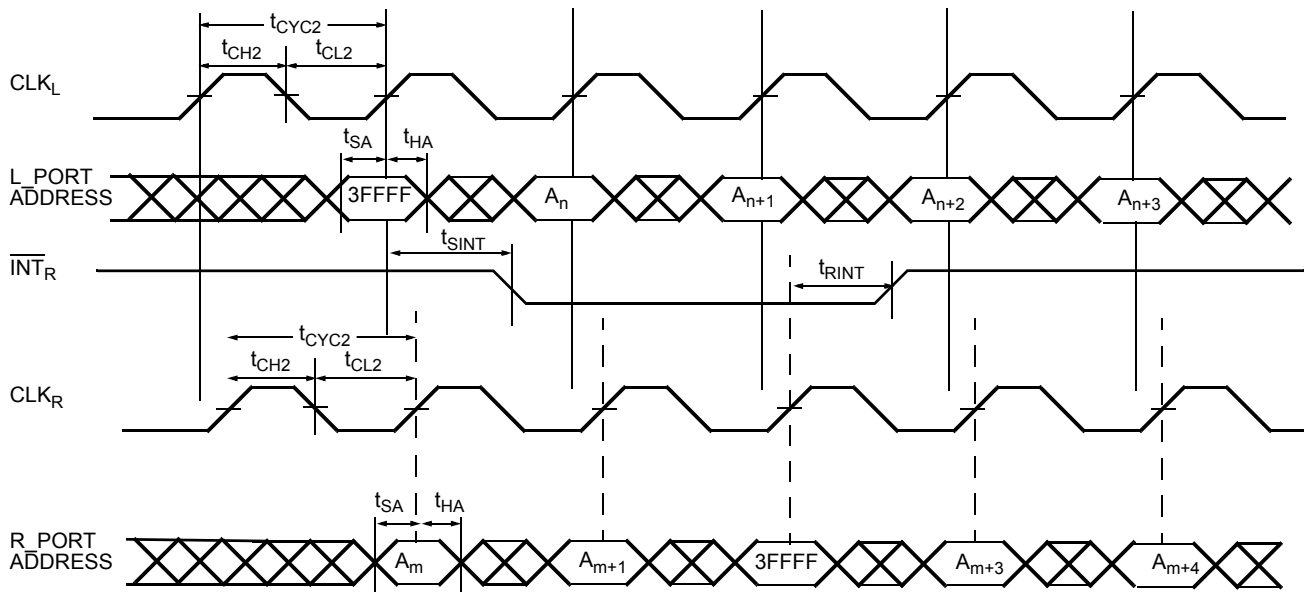 tCYC2
tCH2 tCL2
CLKL
tSA tHA
L_PORT
ADDRESS
3FFFF An An+1 An+2 An+3
tSINT
INTR
tRINT
tCYC2
tCH2 tCL2
CLKR
tSA tHA
R_PORT
ADDRESS
Am Am+1 3FFFF Am+3 Am+4